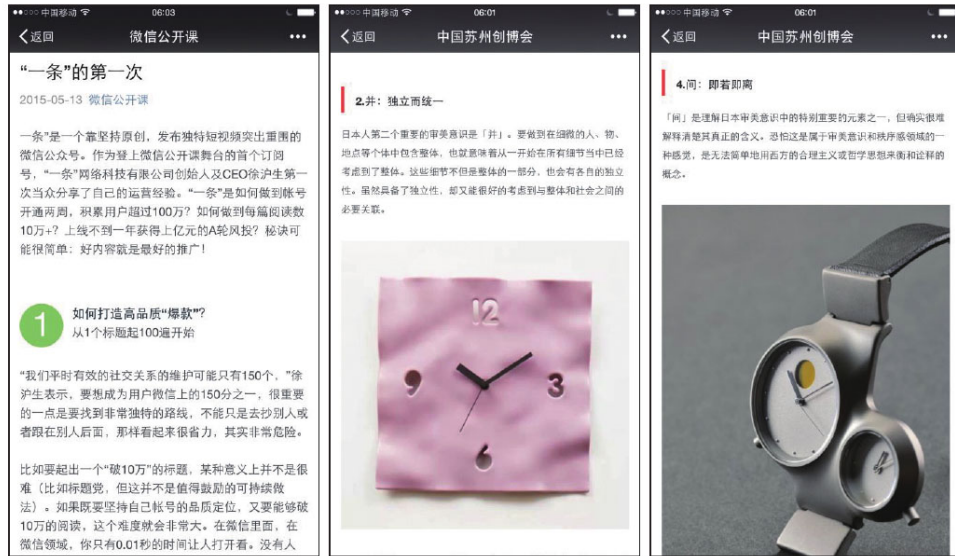 中国移动
06:03
返回
微信公开课
“一条”的第一次
2015-05-13 微信公开课
一条”是一个靠坚持原创，发布独特短视频突出重围的
微信公众号。作为登上微信公开课舞台的首个订阅
号，“一条”网络科技有限公司创始人及CEO徐沪生第一
次当众分享了自己的运营经验。“一条”是如何做到帐号
开通两周，积累用户超过100万？如何做到每篇阅读数
10万+？上线不到一年获得上亿元的A轮风投？秘诀可
能很简单：好内容就是最好的推广！
1
如何打造高品质“爆款”?
从1个标题起100遍开始
“我们平时有效的社交关系的维护可能只有150个，”徐
沪生表示，要想成为用户微信上的150分之一，很重要
的一点是要找到非常独特的路线，不能只是去抄别人或
者跟在别人后面，那样看起来很省力，其实非常危险。
比如要起出一个“破10万”的标题，某种意义上并不是很
难（比如标题党，但这并不是值得鼓励的可持续做
法）。如果既要坚持自己帐号的品质定位，又要能够破
10万的阅读，这个难度就会非常大。在微信里面，在
微信领域，你只有0.01秒的时间让人打开看。没有人
中国移动
06:01
返回
中国苏州创博会
2.并：独立而统一
日本人第二个重要的审美意识是「并」。要做到在细微的人、物、
地点等个体中包含整体，也就意味着从一开始在所有细节当中已经
考虑到了整体。这些细节不但是整体的一部分，也会有各自的独立
性。虽然具备了独立性，却又能很好的考虑到与整体和社会之间的
必要关联。
12
9
3
6
中国移动
06:01
返回
中国苏州创博会
4.间：即若即离
「间」是理解日本审美意识中的特别重要的元素之一，但确实很难
解释清楚其真正的含义。恐怕这是属于审美意识和秩序感领域的一
种感觉，是无法简单地用西方的合理主义或哲学思想来衡和诠释的
概念。